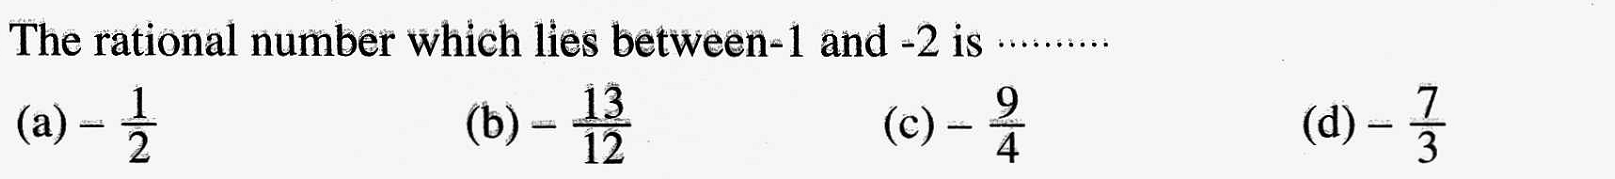 The rational number which lies between-1 and -2 is ..........
(a) - 1/2 (b) - 13/12 (c) - 9/4 (d) - 7/3